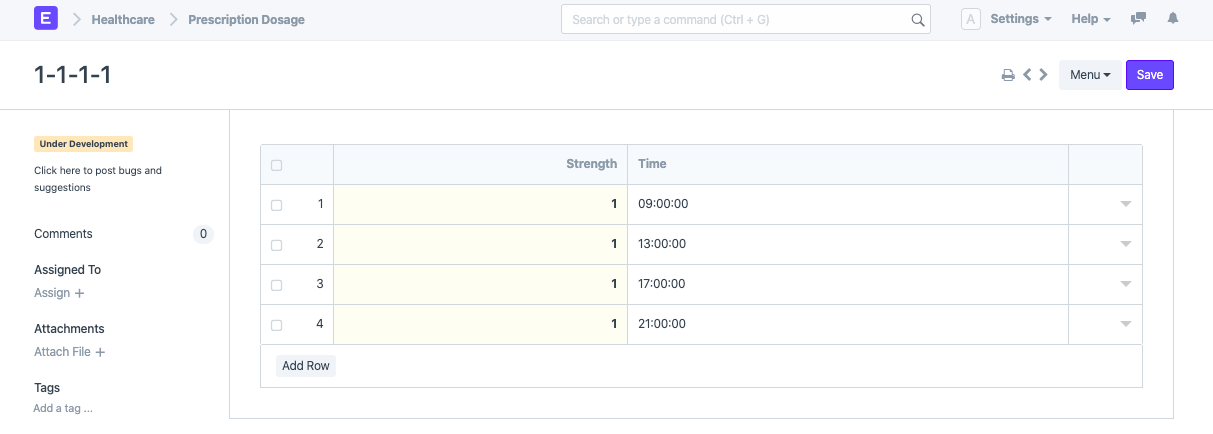 E Healthcare Prescription Dosage Search or type a command (Ctrl + G) A Settings Help
1-1-1-1 Menu Save
Under Development
Click here to post bugs and
suggestions
Comments 0
Assigned To
Assign +
Attachments
Attach File +
Tags
Add a tag ...
Strength Time
1 1 09:00:00
2 1 13:00:00
3 1 17:00:00
4 1 21:00:00
Add Row